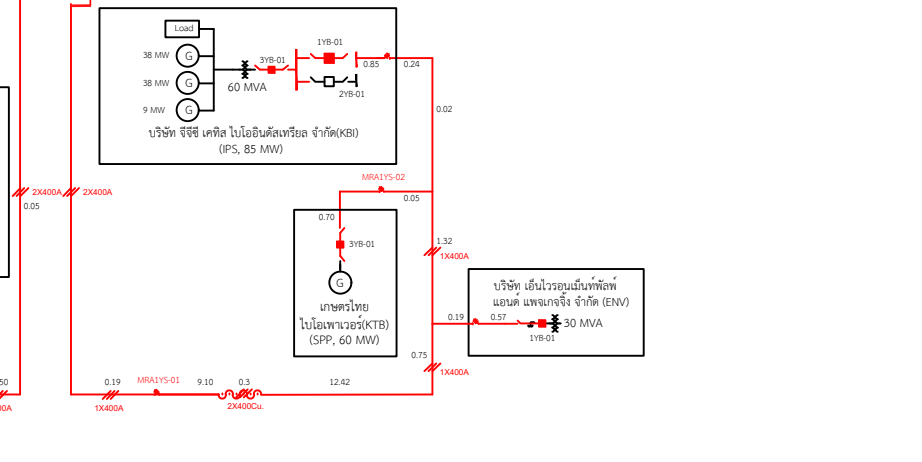 Load
38 MW
G
38 MW
G
9 MW
G
60 MVA
3YB-01
1YB-01
2YB-01
0.85
0.24
บริษัท จีจีซี เคทิส ไบโออินดัสเทรียล จำกัด(KBI)
(IPS, 85 MW)
0.02
2X400A
2X400A
0.05
MRA1YS-02
0.05
0.70
3YB-01
G
เกษตรไทย
ไบโอเพาเวอร์(KTB)
(SPP, 60 MW)
1.32
1X400A
บริษัท เอ็นไวรอนเม็นท์พัลพ์
แอนด์ แพจเกจจิ้ง จำกัด (ENV)
0.19
0.57
30 MVA
1YB-01
0.75
1X400A
50
00A
0.19
1X400A
MRA1YS-01
9.10
0.3
2X400Cu.
12.42